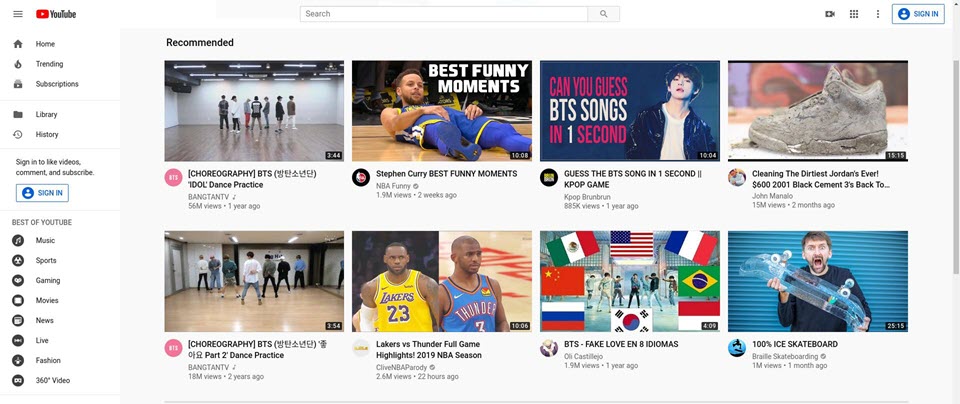 YouTube
Search
SIGN IN
Home
Trending
Subscriptions
Library
History
Sign in to like videos,
comment, and subscribe.
SIGN IN
BEST OF YOUTUBE
Music
Sports
Gaming
Movies
News
Live
Fashion
360° Video
Recommended
3:44
BTS
[CHOREOGRAPHY] BTS (방탄소년단)
'IDOL' Dance Practice
BANGTANTV
56M views • 1 year ago
BEST FUNNY
MOMENTS
10:08
Stephen Curry BEST FUNNY MOMENTS
NBA Funny
1.9M views • 2 weeks ago
CAN YOU GUESS
BTS SONGS
IN 1 SECOND
10:04
GUESS THE BTS SONG IN 1 SECOND ||
KPOP GAME
Kpop Brunbrun
885K views • 1 year ago
15:15
Cleaning The Dirtiest Jordan's Ever!
$600 2001 Black Cement 3's Back To...
John Manalo
15M views • 2 months ago
3:54
BTS
[CHOREOGRAPHY] BTS (방탄소년단) '좋
아요 Part 2' Dance Practice
BANGTANTV
18M views • 2 years ago
LAKERS
23
THUNDER
3
10:06
Lakers vs Thunder Full Game
Highlights! 2019 NBA Season
CliveNBAParody
2.6M views • 22 hours ago
4:09
BTS - FAKE LOVE EN 8 IDIOMAS
Oli Castillejo
1.9M views • 1 year ago
25:15
100% ICE SKATEBOARD
Braille Skateboarding
1M views • 1 month ago